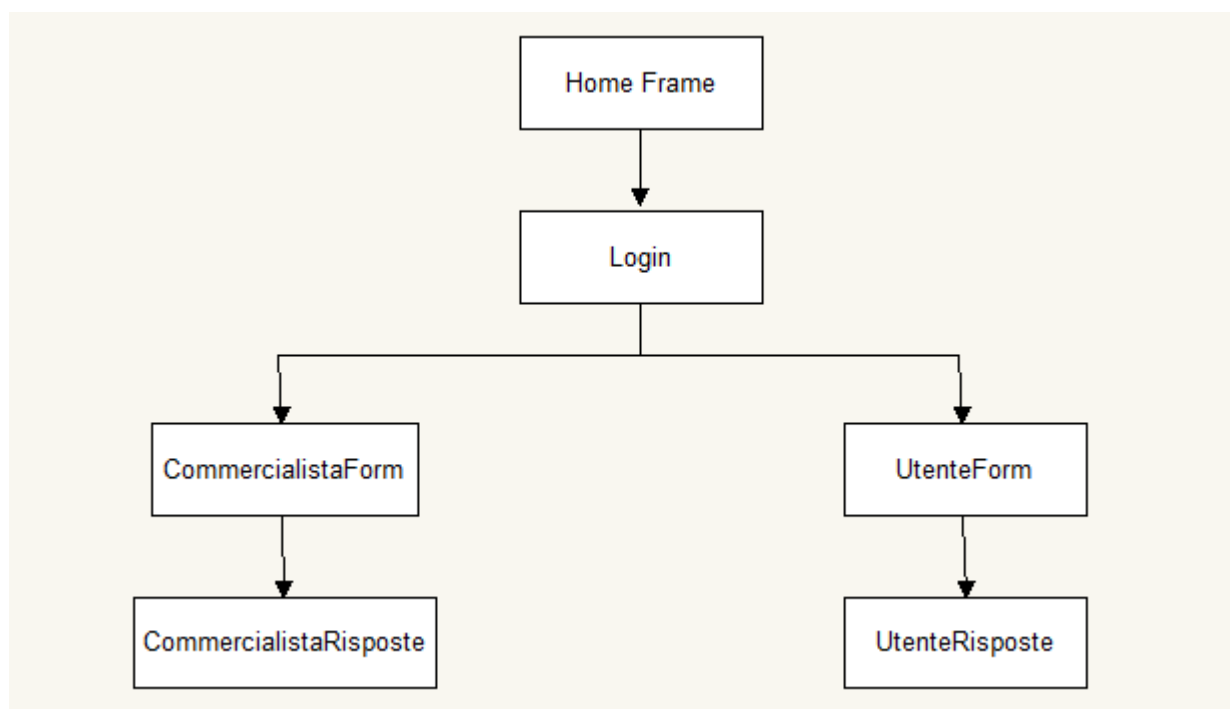 Home Frame
Login
CommercialistaForm
UtenteForm
CommercialistaRisposte
UtenteRisposte